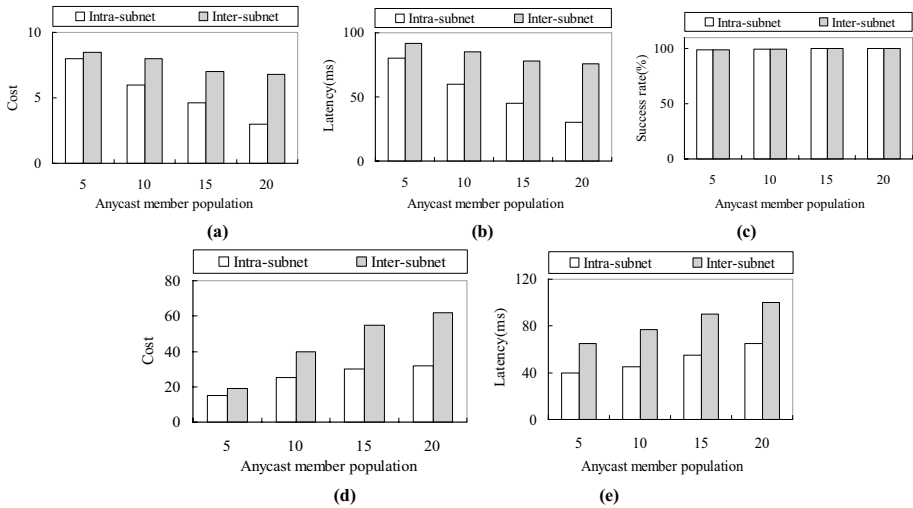 Intra-subnet Inter-subnet
10
5
0
Cost
5 10 15 20
Anycast member population
(a)
Intra-subnet Inter-subnet
100
50
0
Latency(ms)
5 10 15 20
Anycast member population
(b)
Intra-subnet Inter-subnet
100
50
0
Success rate(%)
5 10 15 20
Anycast member population
(c)
Intra-subnet Inter-subnet
80
60
40
20
0
Cost
5 10 15 20
Anycast member population
(d)
Intra-subnet Inter-subnet
120
80
40
0
Latency(ms)
5 10 15 20
Anycast member population
(e)